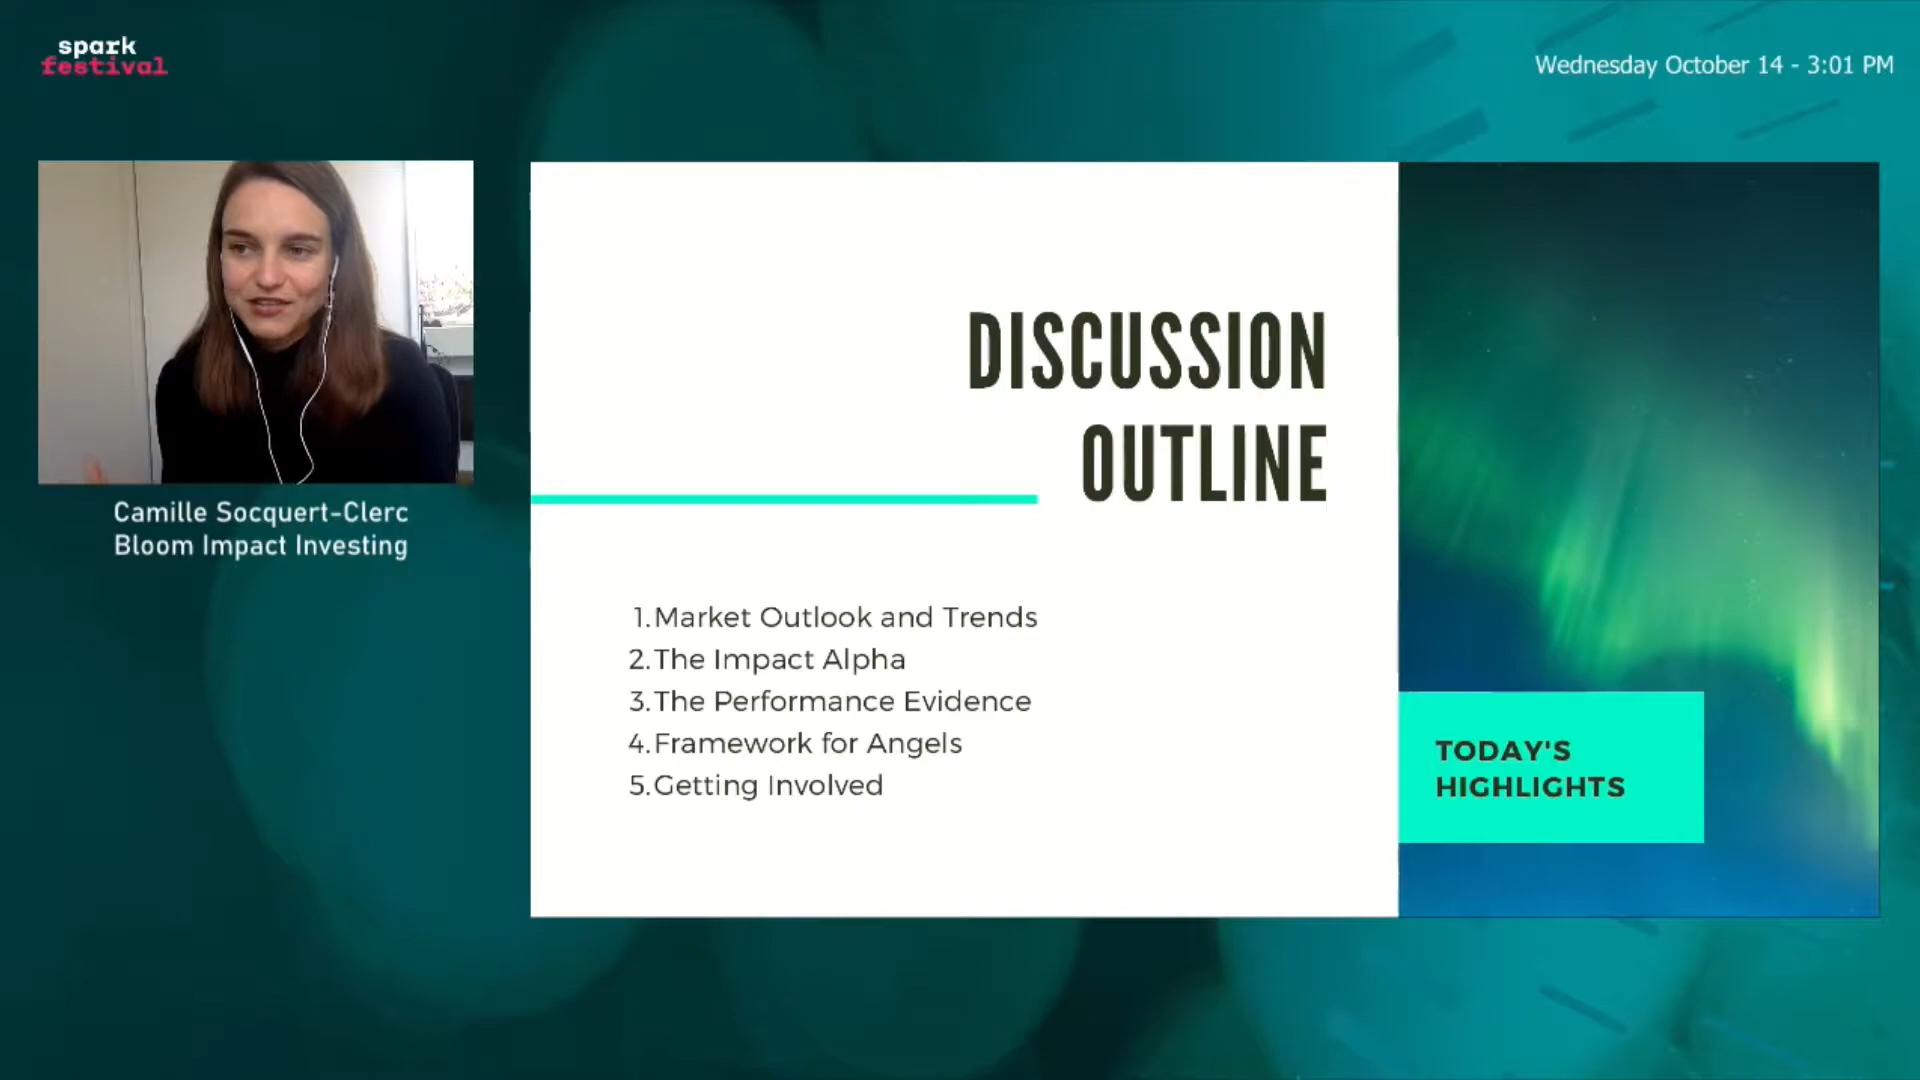 spark
festival
Wednesday October 14 - 3:01 PM
Camille Socquert-Clerc
Bloom Impact Investing
DISCUSSION
OUTLINE
1.Market Outlook and Trends
2.The Impact Alpha
3.The Performance Evidence
4.Framework for Angels
5.Getting Involved
TODAY'S
HIGHLIGHTS